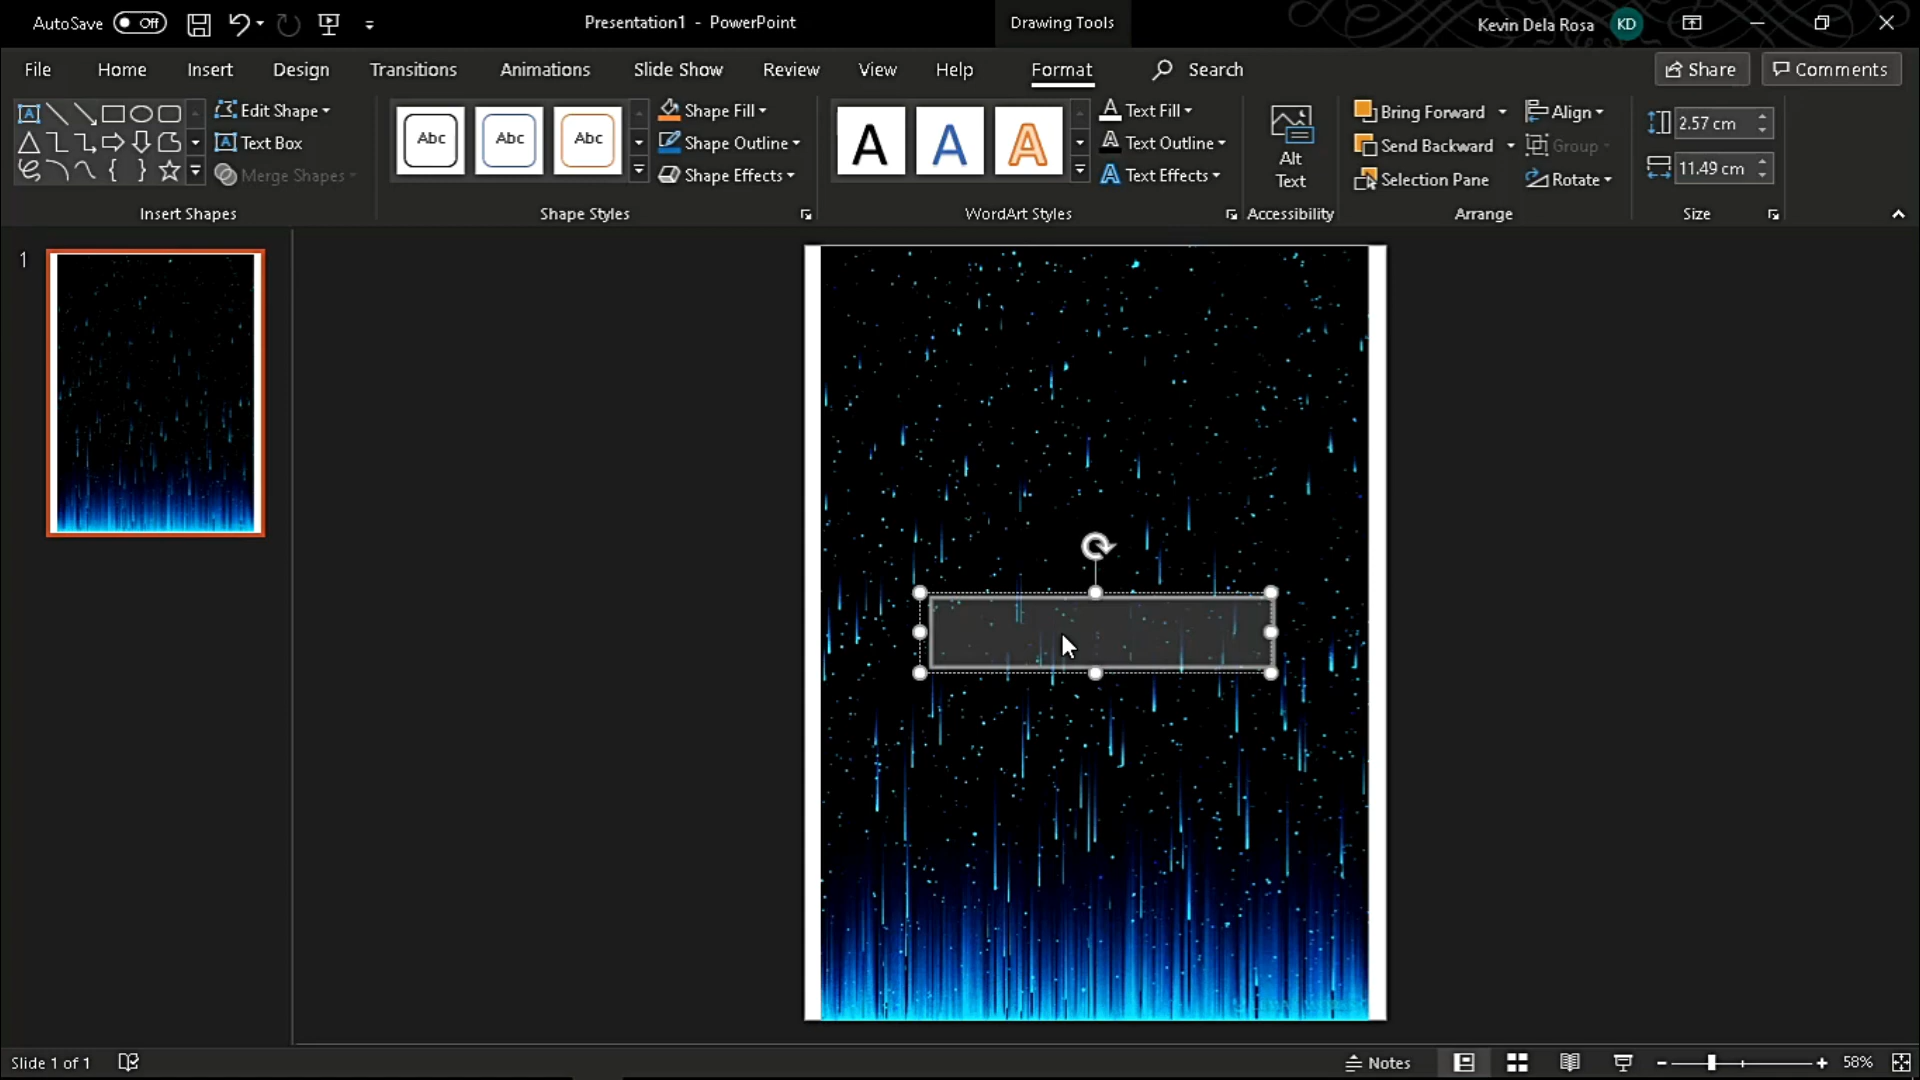 AutoSave Off Presentation1 - PowerPoint Drawing Tools Kevin Dela Rosa KD
File Home Insert Design Transitions Animations Slide Show Review View Help Format Search Share Comments
Edit Shape
Text Box
Merge Shapes
Insert Shapes
Abc Abc Abc
Shape Fill
Shape Outline
Shape Effects
Shape Styles
A A A
A Text Fill
A Text Outline
A Text Effects
WordArt Styles
Alt
Text
Accessibility
Bring Forward
Send Backward
Selection Pane
Align
Group
Rotate
Arrange
2.57 cm
11.49 cm
Size
1
Slide 1 of 1 Notes 58%